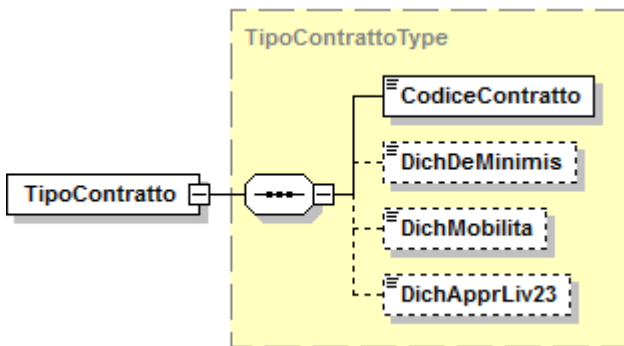 TipoContrattoType
CodiceContratto
DichDeMinimis
TipoContratto
DichMobilita
DichApprLiv23